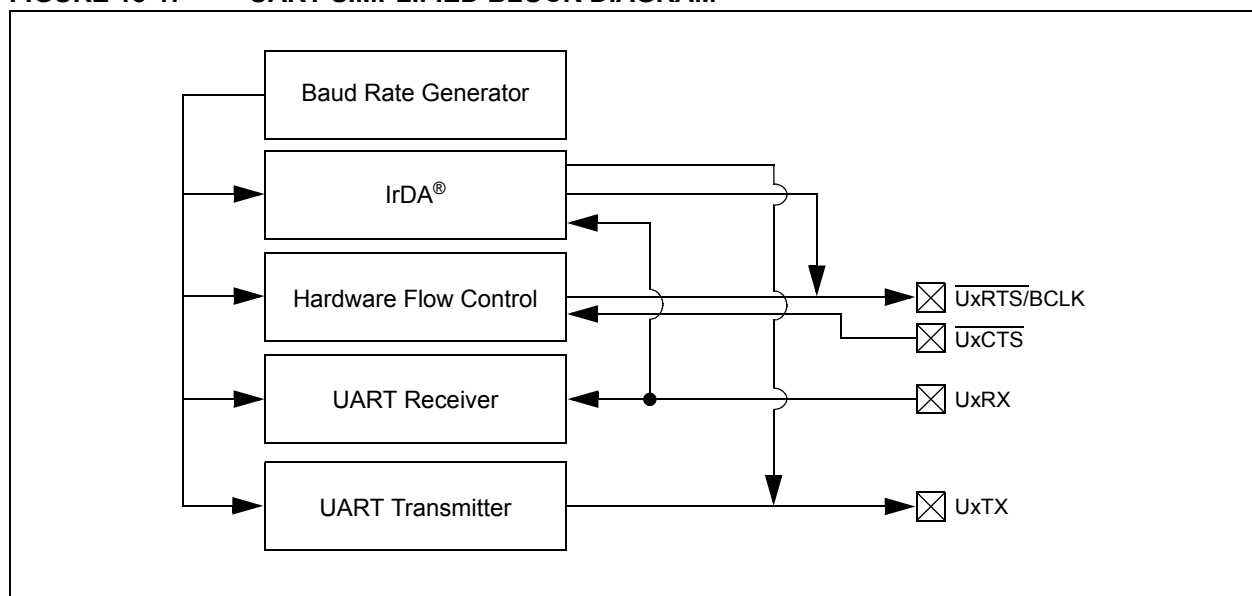 Baud Rate Generator
IrDA®
Hardware Flow Control
UxRTS/BCLK
UxCTS
UART Receiver
UxRX
UART Transmitter
UxTX